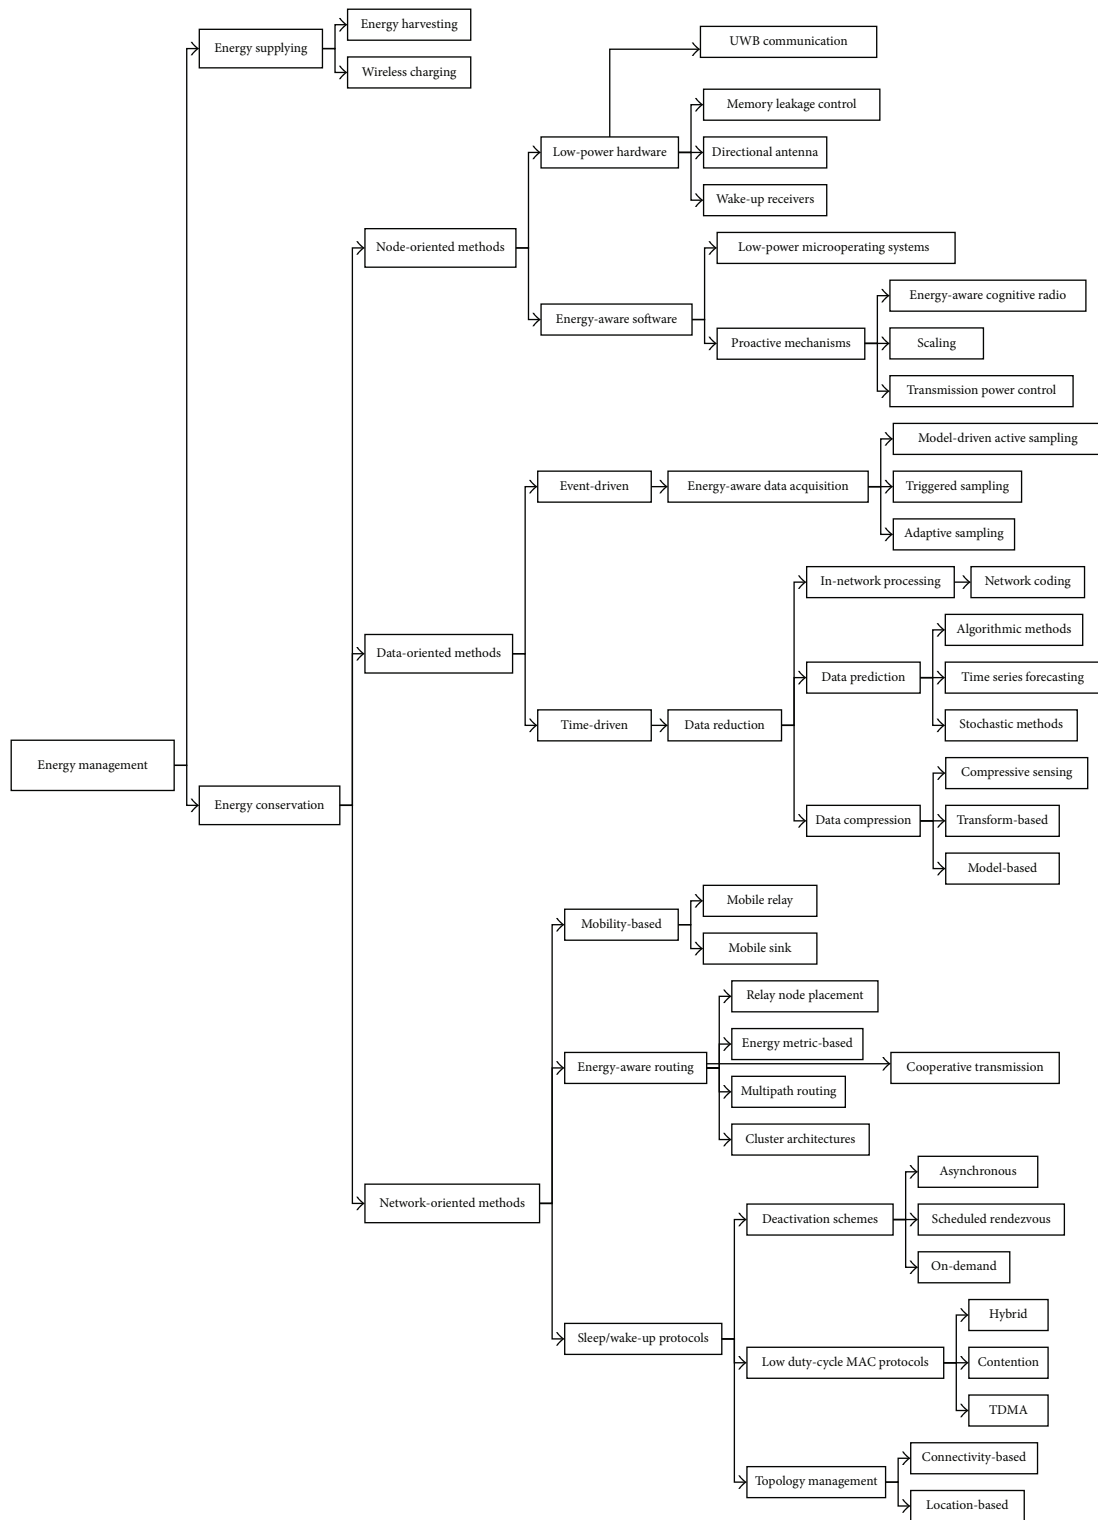 Energy harvesting
UWB communication
Energy supplying
Wireless charging
Memory leakage control
Low-power hardware
Directional antenna
Wake-up receivers
Node-oriented methods
Low-power microoperating systems
Energy-aware cognitive radio
Energy-aware software
Proactive mechanisms
Scaling
Transmission power control
Model-driven active sampling
Event-driven
Energy-aware data acquisition
Triggered sampling
Adaptive sampling
In-network processing
Network coding
Algorithmic methods
Data-oriented methods
Data prediction
Time series forecasting
Time-driven
Data reduction
Stochastic methods
Energy management
Compressive sensing
Energy conservation
Data compression
Transform-based
Model-based
Mobile relay
Mobility-based
Mobile sink
Relay node placement
Energy metric-based
Energy-aware routing
Cooperative transmission
Multipath routing
Cluster architectures
Asynchronous
Network-oriented methods
Deactivation schemes
Scheduled rendezvous
On-demand
Hybrid
Sleep/wake-up protocols
Low duty-cycle MAC protocols
Contention
TDMA
Connectivity-based
Topology management
Location-based